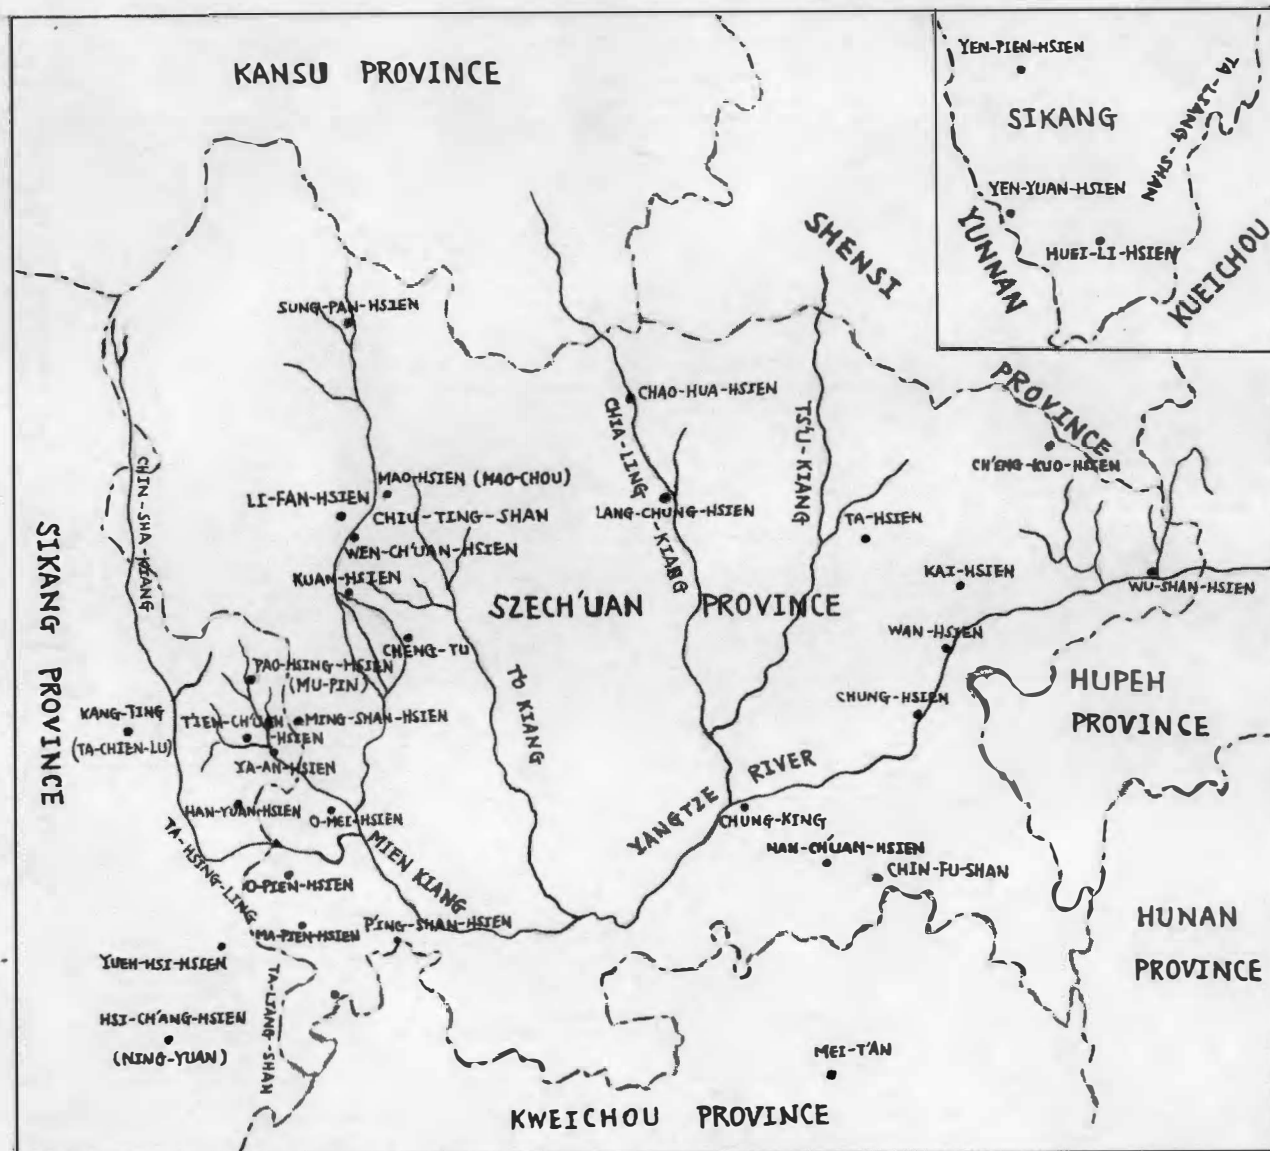 KANSU PROVINCE
YEN-PIEN-HSIEN
SIKANG
TA-LIANG-SHAN
YEN-YUAN-HSIEN
YUNNAN
HUEI-LI-HSIEN
KUEICHOU
SHENSI
PROVINCE
SUNG-PAN-HSIEN
CHAO-HUA-HSIEN
CHIA-LING-KIANG
TS'U-KIANG
CH'ENG-KUO-HSIEN
CHIN-SHA-KIANG
MAO-HSIEN (MAO-CHOU)
LI-FAN-HSIEN
CHIU-TING-SHAN
LANG-CHUNG-HSIEN
TA-HSIEN
WEN-CH'UAN-HSIEN
KUAN-HSIEN
KAI-HSIEN
WU-SHAN-HSIEN
SIKANG PROVINCE
SZECH'UAN PROVINCE
WAN-HSIEN
CHENG-TU
PAO-HSING-HSIEN
(MU-PIN)
HUPEH
PROVINCE
CHUNG-HSIEN
T'O KIANG
KANG-TING
(TA-CHIEN-LU)
T'IEN-CH'UAN
-HSIEN
MING-SHAN-HSIEN
YA-AN-HSIEN
YANGTZE RIVER
HAN-YUAN-HSIEN
O-MEI-HSIEN
CHUNG-KING
TA-HSING-LING
MIEN KIANG
NAN-CH'UAN-HSIEN
CHIN-FU-SHAN
O-PIEN-HSIEN
MA-PIEN-HSIEN
P'ING-SHAN-HSIEN
HUNAN
PROVINCE
YUEH-HSI-HSIEN
TA-LIANG-SHAN
HSI-CH'ANG-HSIEN
(NING-YUAN)
MEI-T'AN
KWEICHOU PROVINCE